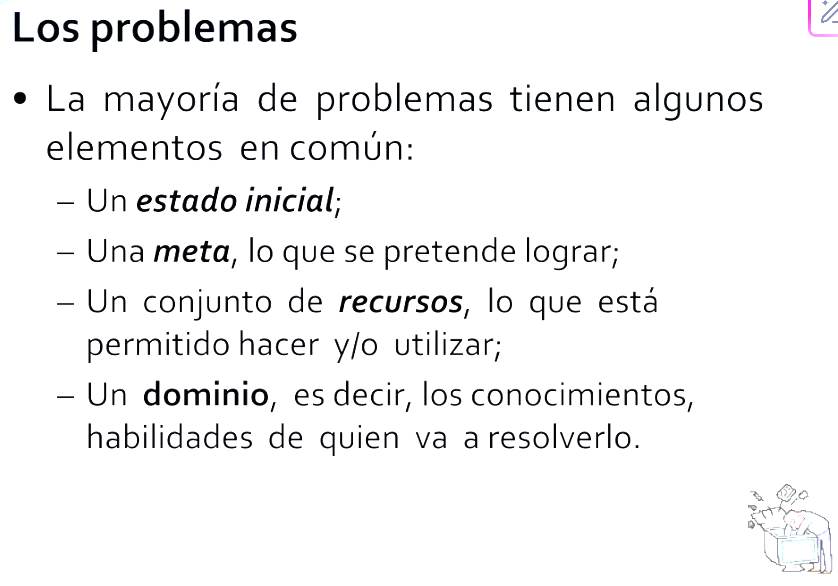 Los problemas
• La mayoría de problemas tienen algunos
elementos en común:
– Un estado inicial;
– Una meta, lo que se pretende lograr;
– Un conjunto de recursos, lo que está
permitido hacer y/o utilizar;
– Un dominio, es decir, los conocimientos,
habilidades de quien va a resolverlo.